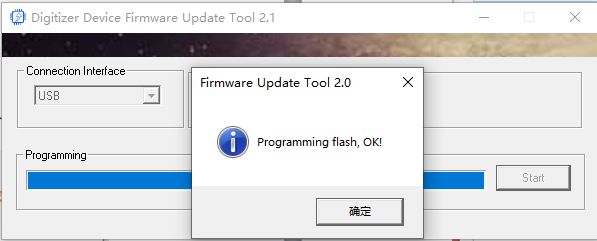 Digitizer Device Firmware Update Tool 2.1
Connection Interface
USB
Firmware Update Tool 2.0
Programming flash, OK!
确定
Programming
Start